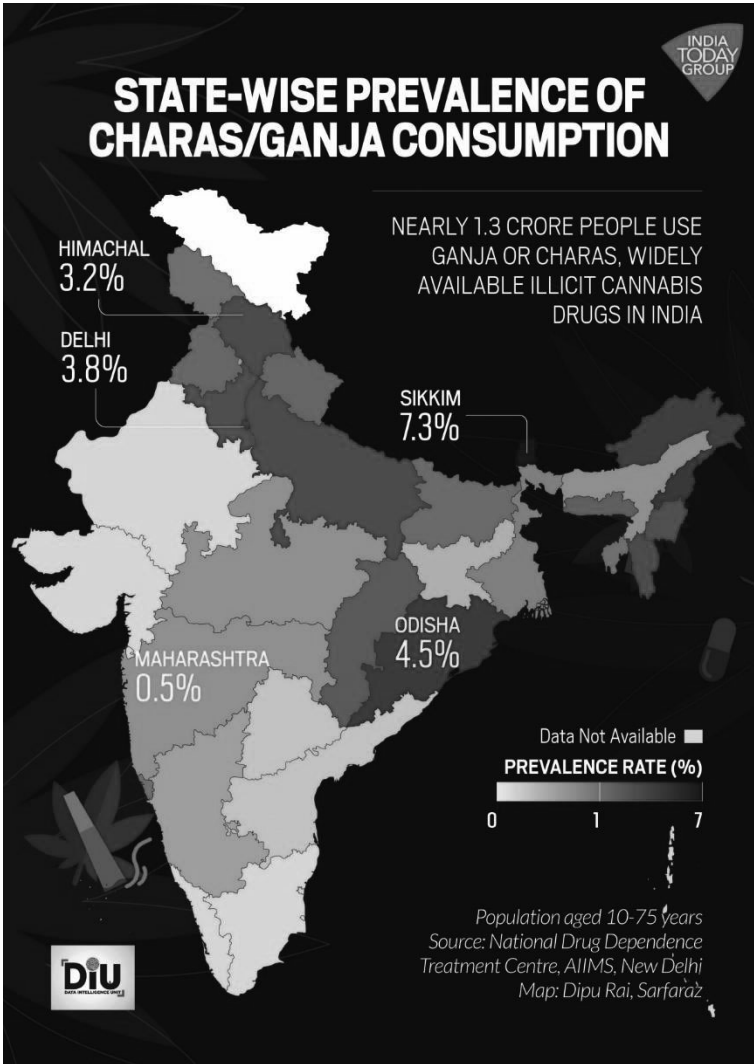 INDIA
TODAY
GROUP
STATE-WISE PREVALENCE OF
CHARAS/GANJA CONSUMPTION
NEARLY 1.3 CRORE PEOPLE USE
GANJA OR CHARAS, WIDELY
AVAILABLE ILLICIT CANNABIS
DRUGS IN INDIA
HIMACHAL
3.2%
DELHI
3.8%
SIKKIM
7.3%
ODISHA
4.5%
MAHARASHTRA
0.5%
Data Not Available
PREVALENCE RATE (%)
0 1 7
Population aged 10-75 years
Source: National Drug Dependence
Treatment Centre, AIIMS, New Delhi
Map: Dipu Rai, Sarfaraz
DiU
DATA INTELLIGENCE UNIT